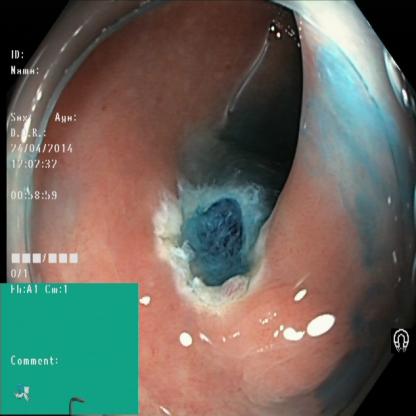 ID:
Name:
Sex: Age:
D.O.B.:
24/04/2014
12:02:32
00:58:59
0/1
Eh:A1 Cm:1
Comment: